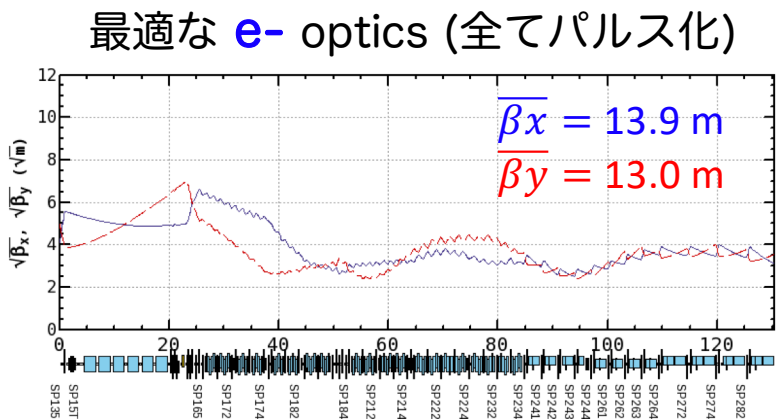 最適な e- optics (全てパルス化)
12
10
8
6
4
2
0
√βx, √βy (√m)
βx = 13.9 m
βy = 13.0 m
0 20 40 60 80 100 120
SP135
SP15T
SP165
SP172
SP174
SP182
SP184
SP212
SP214
SP222
SP224
SP232
SP234
SP241
SP242
SP243
SP244
SP261
SP262
SP263
SP264
SP272
SP274
SP282